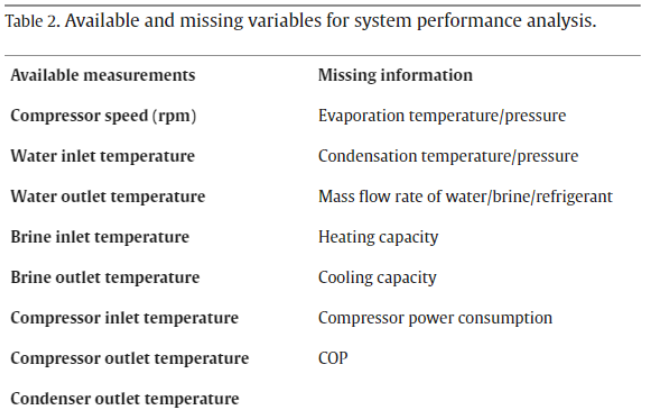 Table 2. Available and missing variables for system performance analysis.
Available measurements Missing information
Compressor speed (rpm) Evaporation temperature/pressure
Water inlet temperature Condensation temperature/pressure
Water outlet temperature Mass flow rate of water/brine/refrigerant
Brine inlet temperature Heating capacity
Brine outlet temperature Cooling capacity
Compressor inlet temperature Compressor power consumption
Compressor outlet temperature COP
Condenser outlet temperature